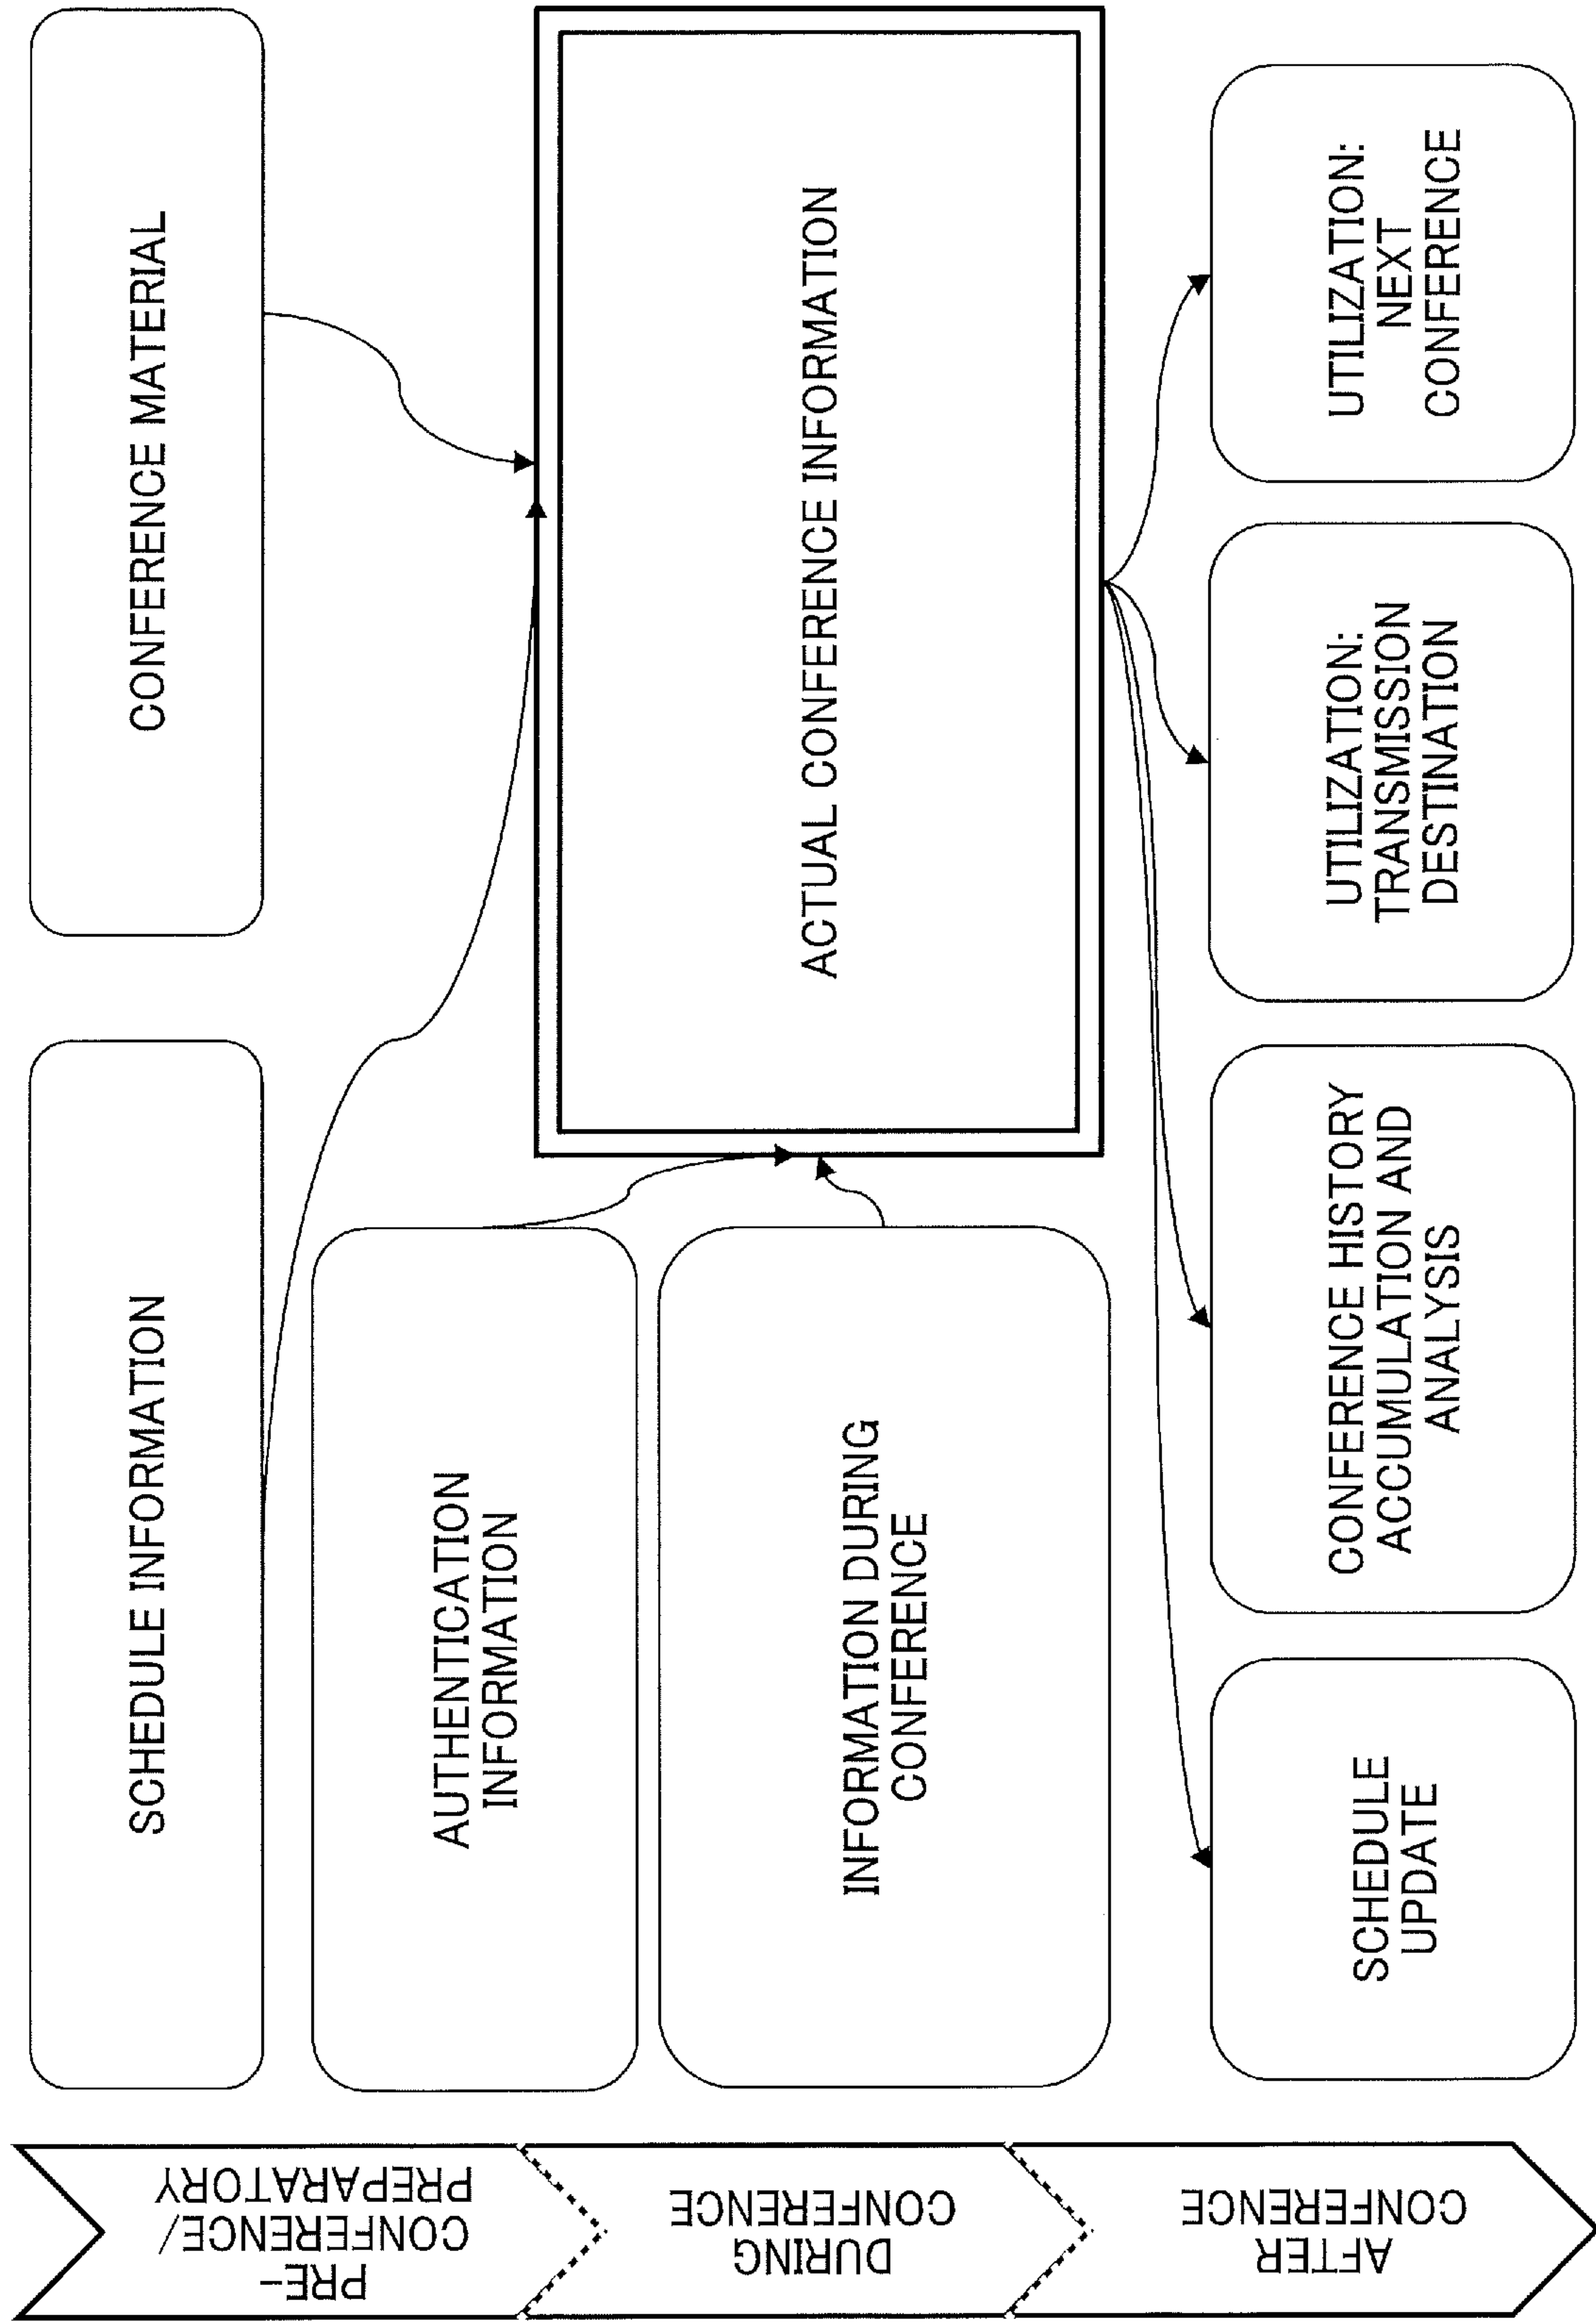 PRE-
CONFERENCE/
PREPARATORY
DURING
CONFERENCE
AFTER
CONFERENCE
SCHEDULE INFORMATION
CONFERENCE MATERIAL
AUTHENTICATION
INFORMATION
INFORMATION DURING
CONFERENCE
ACTUAL CONFERENCE INFORMATION
SCHEDULE
UPDATE
CONFERENCE HISTORY
ACCUMULATION AND
ANALYSIS
UTILIZATION:
TRANSMISSION
DESTINATION
UTILIZATION:
NEXT
CONFERENCE